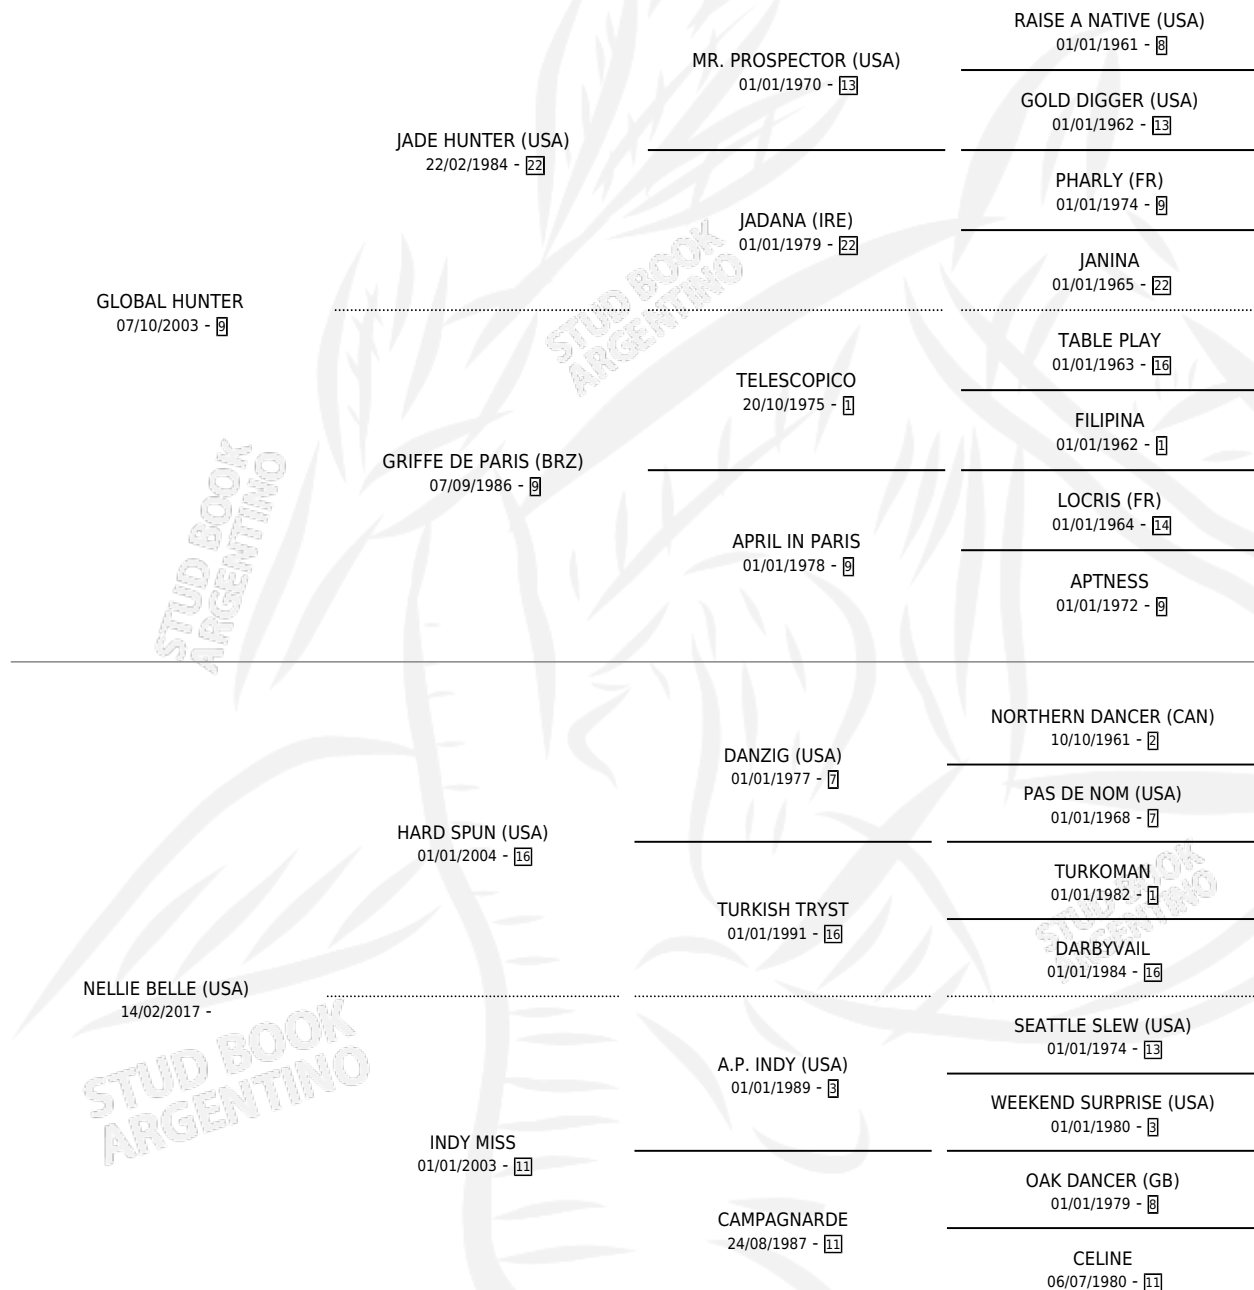 RAISE A NATIVE (USA)
01/01/1961 - 8
MR. PROSPECTOR (USA)
01/01/1970 - 13
GOLD DIGGER (USA)
01/01/1962 - 13
JADE HUNTER (USA)
22/02/1984 - 22
PHARLY (FR)
01/01/1974 - 9
JADANA (IRE)
01/01/1979 - 22
JANINA
01/01/1965 - 22
GLOBAL HUNTER
07/10/2003 - 9
STUD BOOK
ARGENTINO
TABLE PLAY
01/01/1963 - 16
TELESCOPICO
20/10/1975 - 1
FILIPINA
01/01/1962 - 1
GRIFFE DE PARIS (BRZ)
07/09/1986 - 9
LOCRIS (FR)
01/01/1964 - 14
APRIL IN PARIS
01/01/1978 - 9
APTNESS
01/01/1972 - 9
STUD BOOK
ARGENTINO
NORTHERN DANCER (CAN)
10/10/1961 - 2
DANZIG (USA)
01/01/1977 - 7
PAS DE NOM (USA)
01/01/1968 - 7
HARD SPUN (USA)
01/01/2004 - 16
TURKOMAN
01/01/1982 - 1
TURKISH TRYST
01/01/1991 - 16
DARBYVAIL
01/01/1984 - 16
STUD BOOK
ARGENTINO
NELLIE BELLE (USA)
14/02/2017 -
SEATTLE SLEW (USA)
01/01/1974 - 13
A.P. INDY (USA)
01/01/1989 - 3
WEEKEND SURPRISE (USA)
01/01/1980 - 3
STUD BOOK
ARGENTINO
INDY MISS
01/01/2003 - 11
OAK DANCER (GB)
01/01/1979 - 8
CAMPAGNARDE
24/08/1987 - 11
CELINE
06/07/1980 - 11